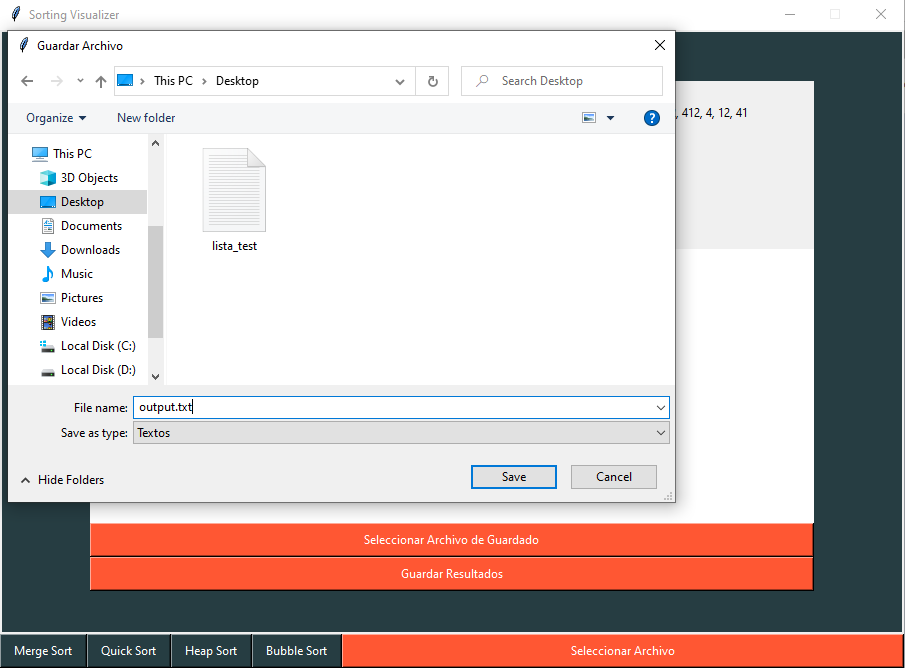 Sorting Visualizer
Guardar Archivo
This PC
Desktop
Search Desktop
Organize
New folder
?
, 412, 4, 12, 41
This PC
3D Objects
Desktop
Documents
Downloads
Music
Pictures
Videos
Local Disk (C:)
Local Disk (D:)
lista_test
File name: output.txt
Save as type: Textos
Hide Folders
Save
Cancel
Seleccionar Archivo de Guardado
Guardar Resultados
Merge Sort
Quick Sort
Heap Sort
Bubble Sort
Seleccionar Archivo